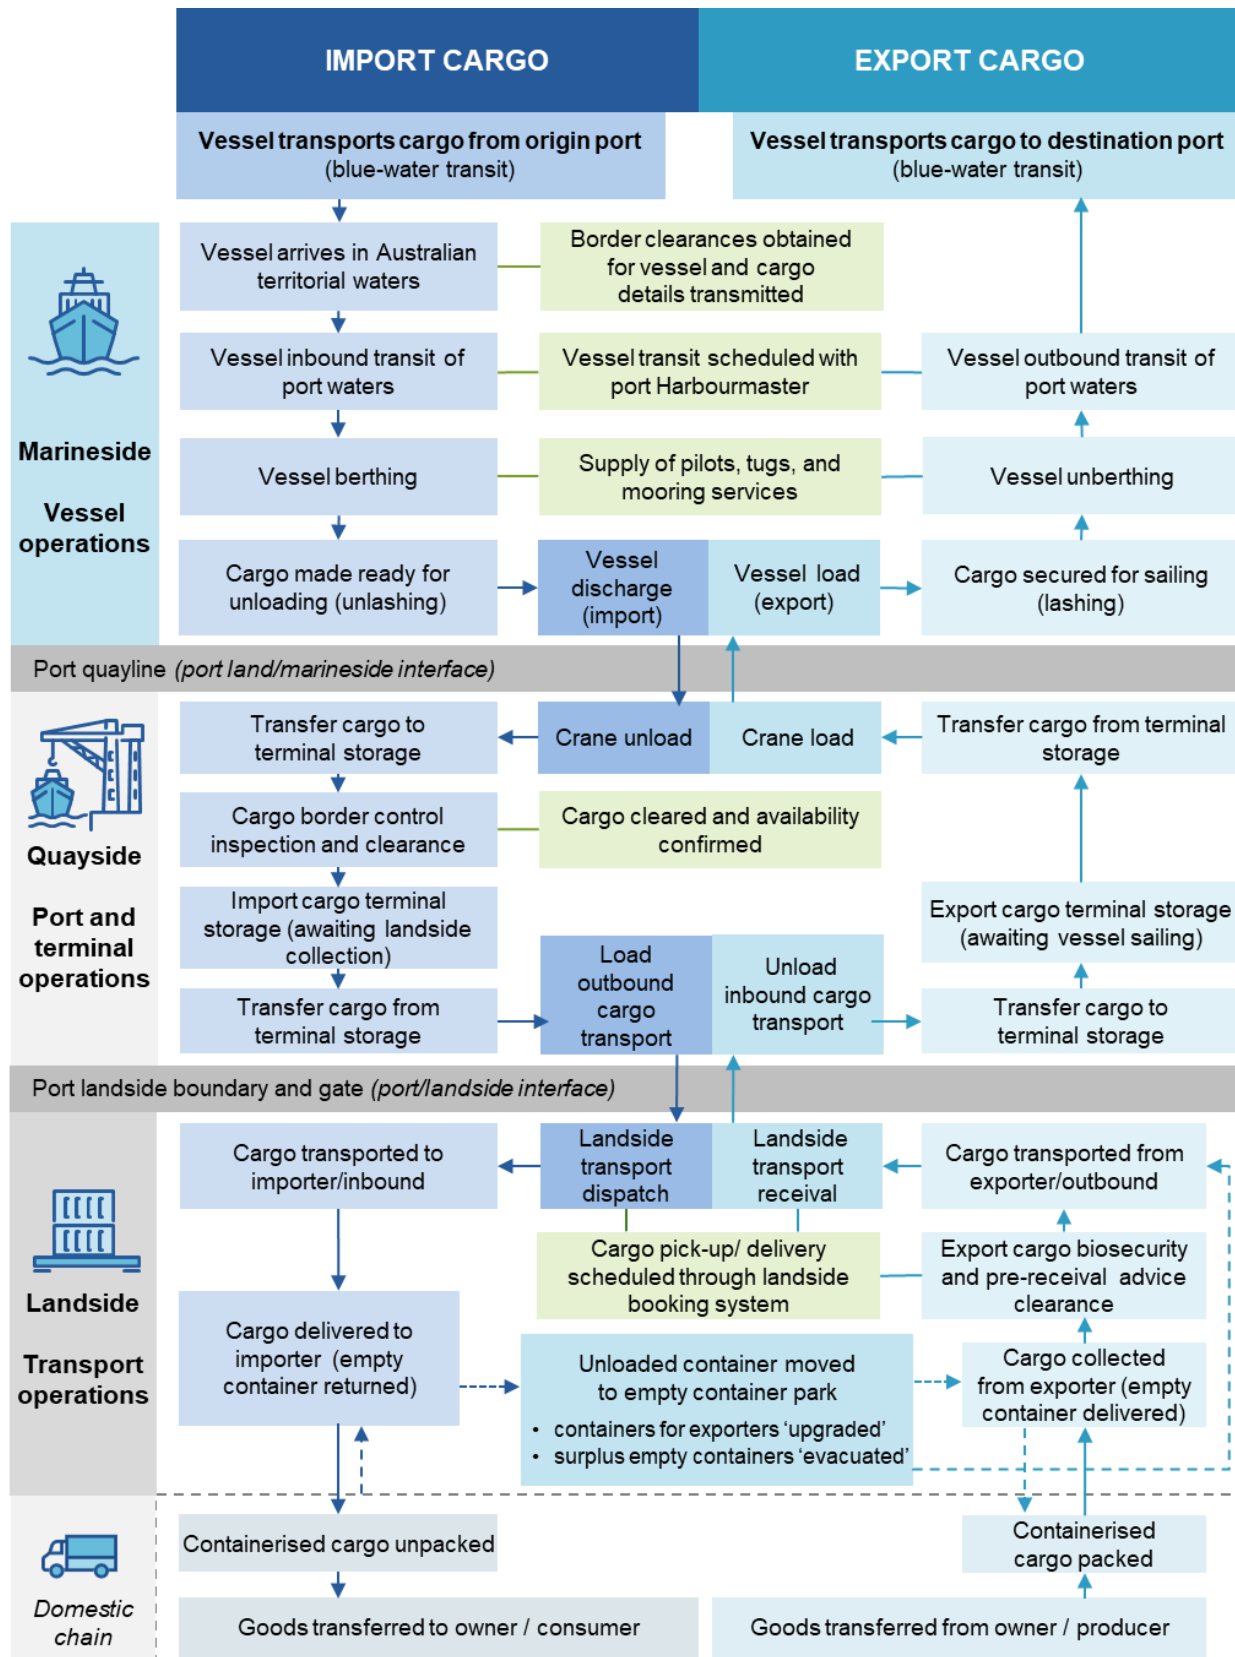 IMPORT CARGO
EXPORT CARGO
Vessel transports cargo from origin port
(blue-water transit)
Vessel transports cargo to destination port
(blue-water transit)
Marineside
Vessel
operations
Vessel arrives in Australian
territorial waters
Border clearances obtained
for vessel and cargo
details transmitted
Vessel inbound transit of
port waters
Vessel transit scheduled with
port Harbourmaster
Vessel outbound transit of
port waters
Vessel berthing
Supply of pilots, tugs, and
mooring services
Vessel unberthing
Cargo made ready for
unloading (unlashing)
Vessel
discharge
(import)
Vessel load
(export)
Cargo secured for sailing
(lashing)
Port quayline (port land/marineside interface)
Quayside
Port and
terminal
operations
Transfer cargo to
terminal storage
Crane unload
Crane load
Transfer cargo from terminal
storage
Cargo border control
inspection and clearance
Cargo cleared and availability
confirmed
Import cargo terminal
storage (awaiting landside
collection)
Export cargo terminal storage
(awaiting vessel sailing)
Transfer cargo from
terminal storage
Load
outbound
cargo
transport
Unload
inbound cargo
transport
Transfer cargo to
terminal storage
Port landside boundary and gate (port/landside interface)
Landside
Transport
operations
Cargo transported to
importer/inbound
Landside
transport
dispatch
Landside
transport
receival
Cargo transported from
exporter/outbound
Cargo pick-up/ delivery
scheduled through landside
booking system
Export cargo biosecurity
and pre-receival advice
clearance
Cargo delivered to
importer (empty
container returned)
Unloaded container moved
to empty container park
• containers for exporters ‘upgraded’
• surplus empty containers ‘evacuated’
Cargo collected
from exporter (empty
container delivered)
Domestic
chain
Containerised cargo unpacked
Containerised
cargo packed
Goods transferred to owner / consumer
Goods transferred from owner / producer